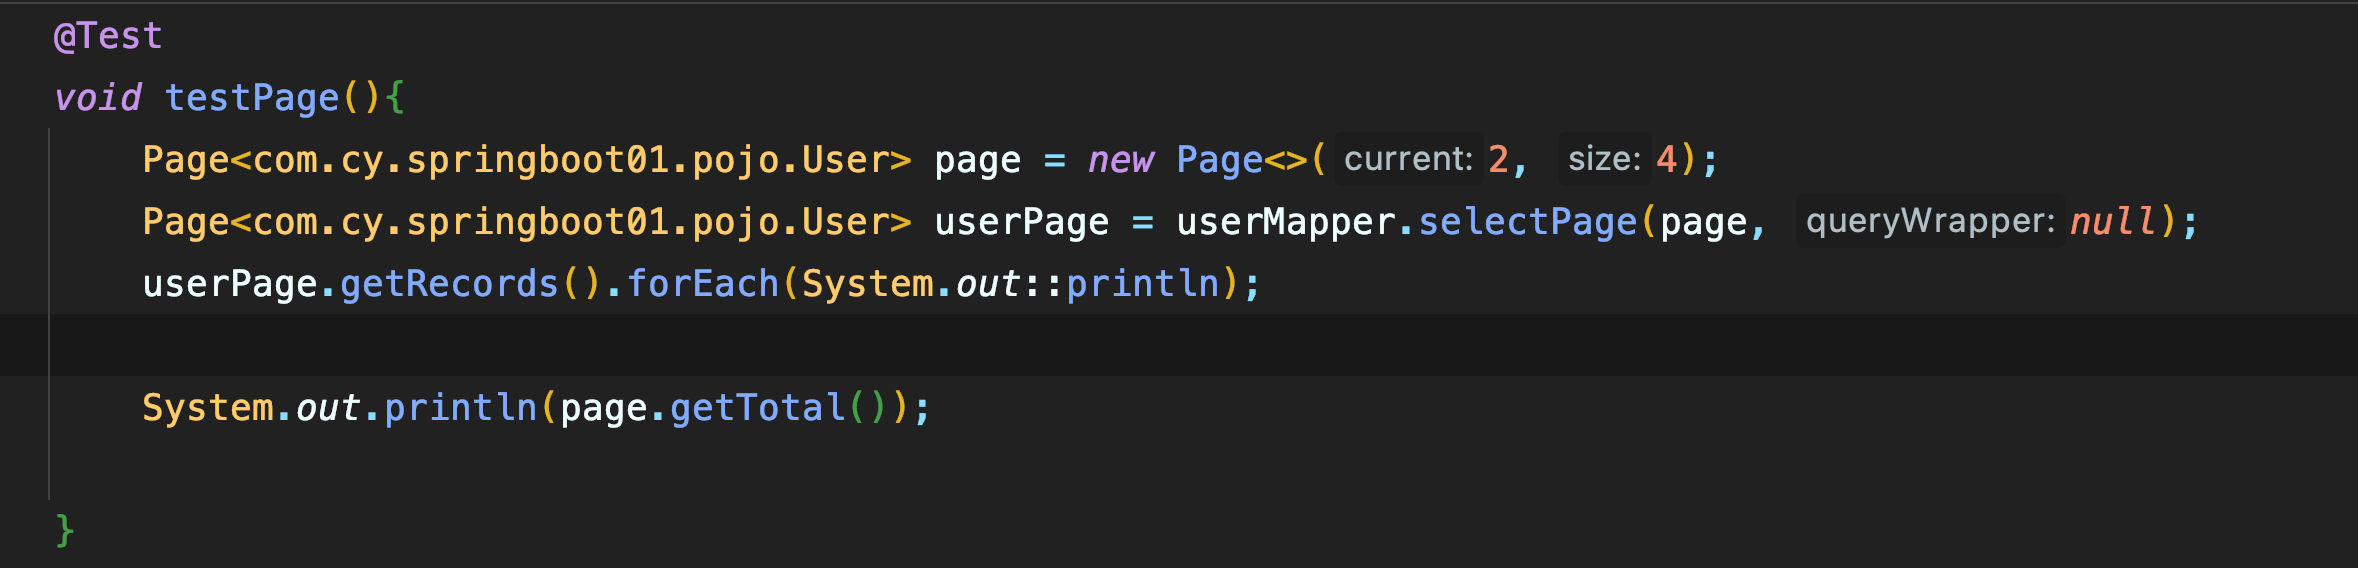 @Test
void testPage(){
Page<com.cy.springboot01.pojo.User> page = new Page<>( current: 2, size: 4);
Page<com.cy.springboot01.pojo.User> userPage = userMapper.selectPage(page, queryWrapper: null);
userPage.getRecords().forEach(System.out::println);
System.out.println(page.getTotal());
}